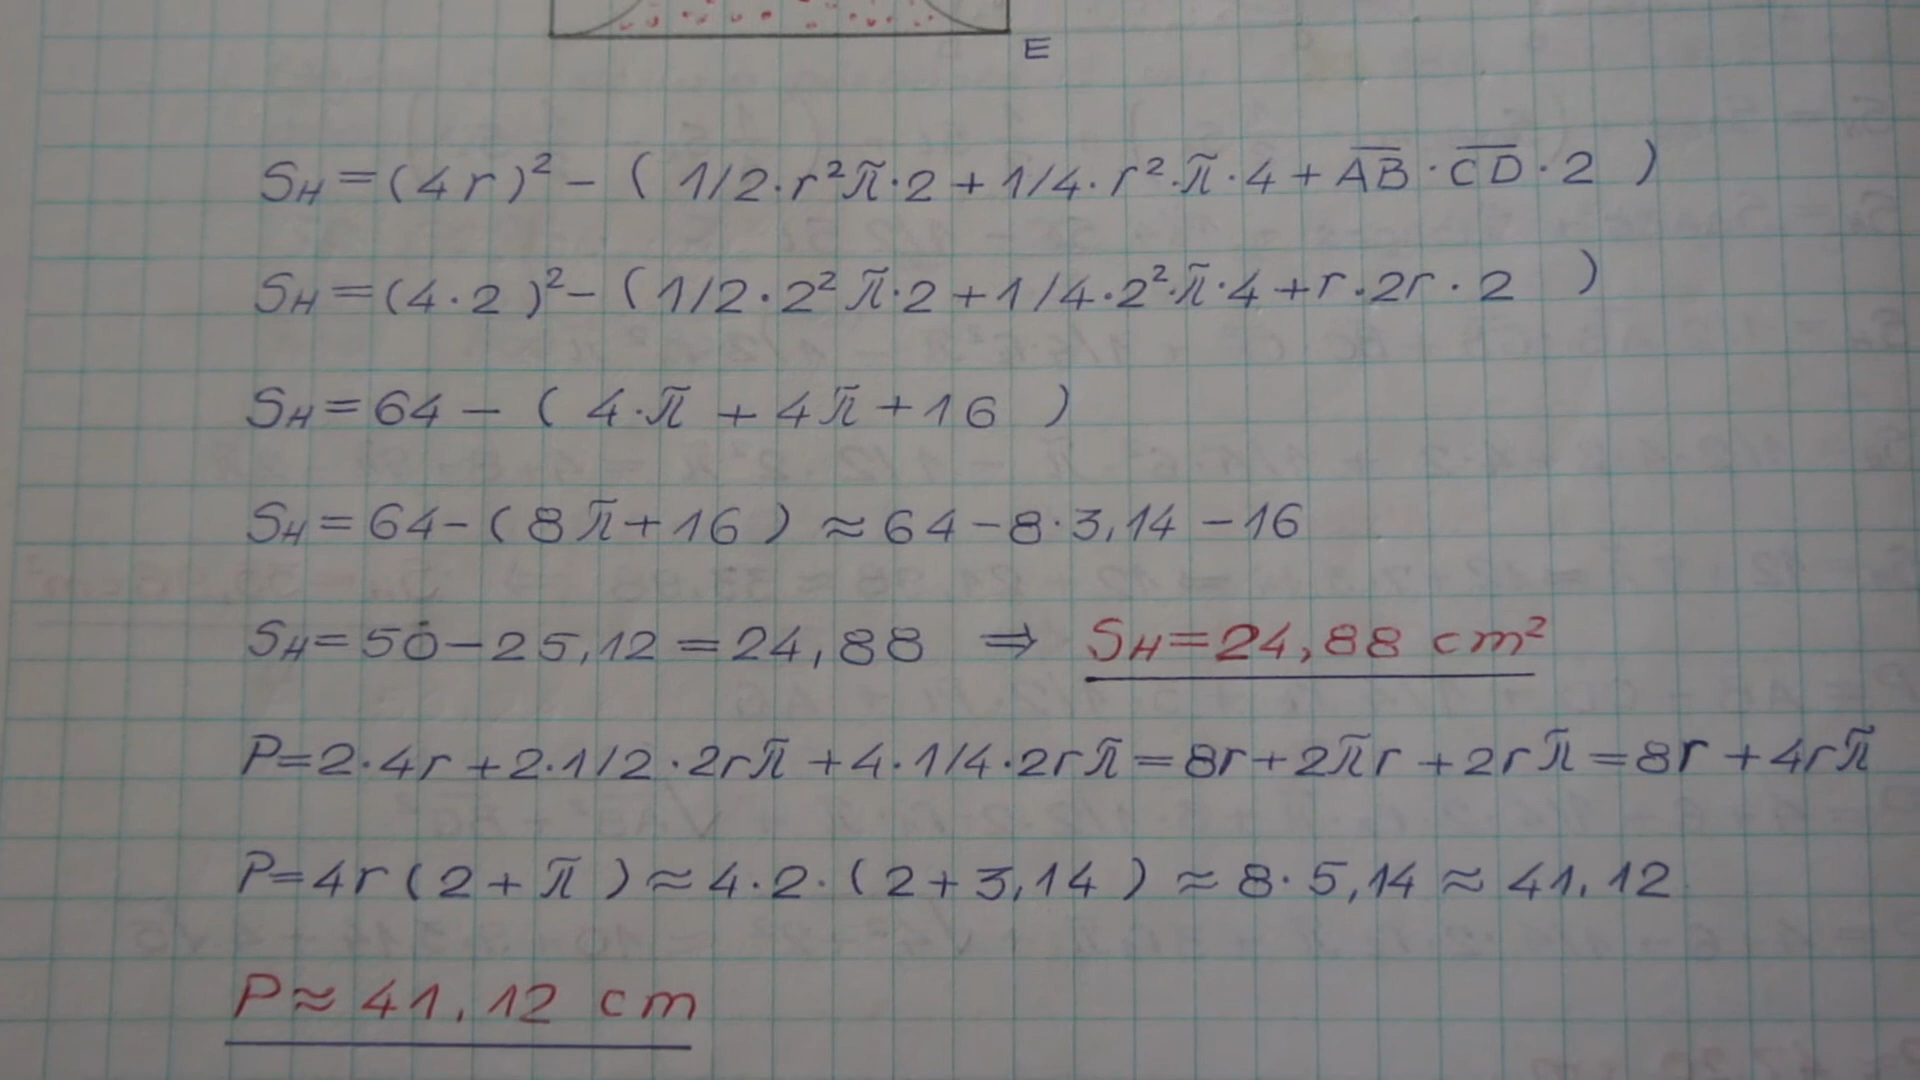 E
SH=(4r)²-(1/2·r²π·2+1/4·r²·π·4+A̅B̅·C̅D̅·2)
SH=(4·2)²-(1/2·2²π·2+1/4·2²·π·4+r·2r·2)
SH=64-(4·π+4π+16)
SH=64-(8π+16)≈64-8·3,14-16
SH=50-25,12=24,88 ⇒ SH=24,88 cm²
P=2·4r+2·1/2·2rπ+4·1/4·2rπ=8r+2πr+2rπ=8r+4rπ
P=4r(2+π)≈4·2·(2+3,14)≈8·5,14≈41,12
P≈41,12 cm